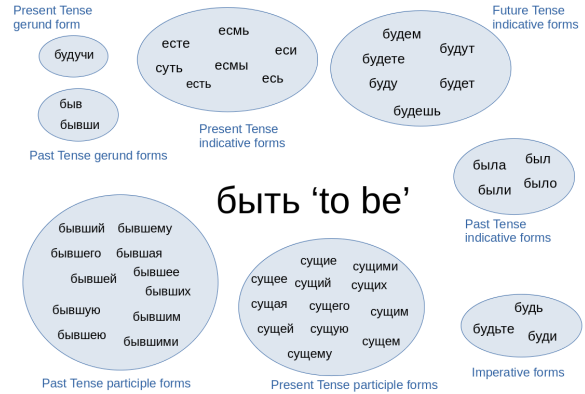 Present Tense
gerund form
будучи
быв
бывши
Past Tense gerund forms
есмь
есте
еси
суть
есмы
есть
есь
Present Tense
indicative forms
Future Tense
indicative forms
будем
будут
будете
буду
будет
будешь
была
был
были
было
Past Tense
indicative forms
быть ‘to be’
бывший
бывшему
бывшего
бывшая
бывшее
бывшей
бывших
бывшую
бывшим
бывшею
бывшими
Past Tense participle forms
сущие
сущими
сущее
сущий
сущих
сущая
сущего
сущим
сущей
сущую
сущем
сущему
Present Tense participle forms
будь
будьте
буди
Imperative forms